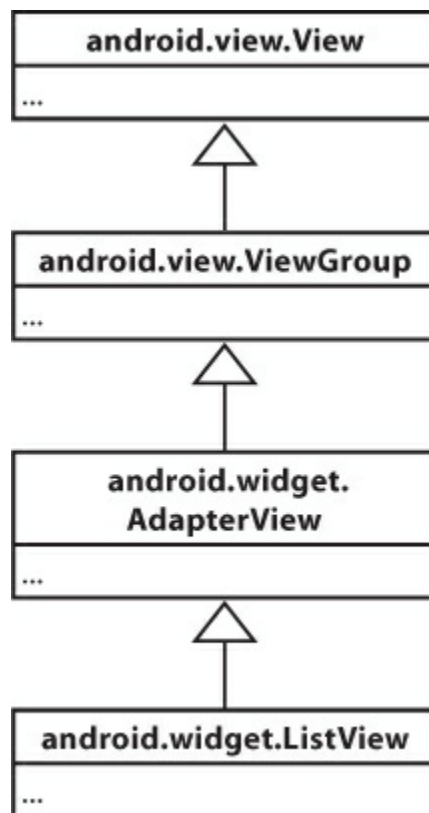 android.view.View
...
android.view.ViewGroup
...
android.widget.
AdapterView
...
android.widget.ListView
...